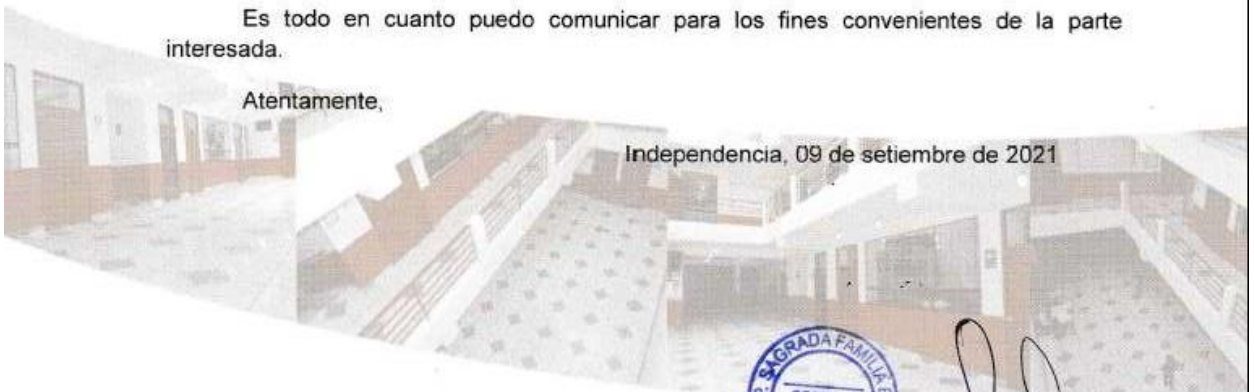 Es todo en cuanto puedo comunicar para los fines convenientes de la parte
interesada.
Atentamente,
Independencia, 09 de setiembre de 2021
SAGRADA FAMILIA